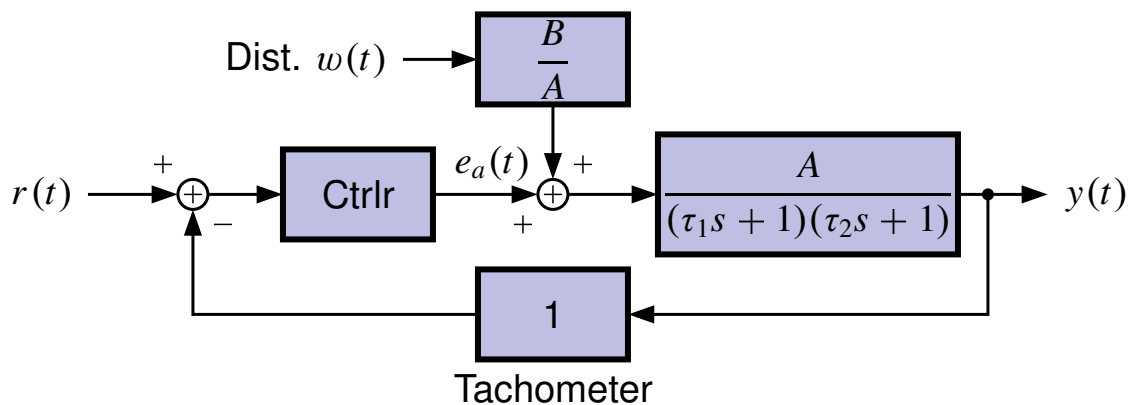 Dist. w(t)
B
A
r(t)
+
+
−
Ctrlr
e_a(t)
+
+
+
A
(τ₁s + 1)(τ₂s + 1)
y(t)
1
Tachometer